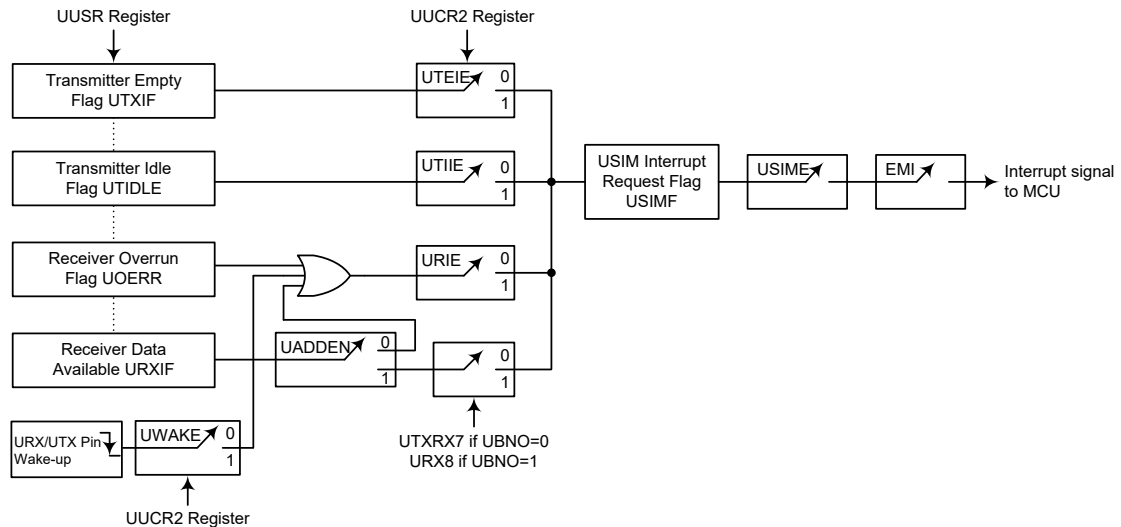 UUSR Register
UUCR2 Register
Transmitter Empty
Flag UTXIF
UTEIE
0
1
Transmitter Idle
Flag UTIDLE
UTIIE
0
1
USIM Interrupt
Request Flag
USIMF
USIME
EMI
Interrupt signal
to MCU
Receiver Overrun
Flag UOERR
URIE
0
1
Receiver Data
Available URXIF
UADDEN
0
1
0
1
UTXRX7 if UBNO=0
URX8 if UBNO=1
URX/UTX Pin
Wake-up
UWAKE
0
1
UUCR2 Register